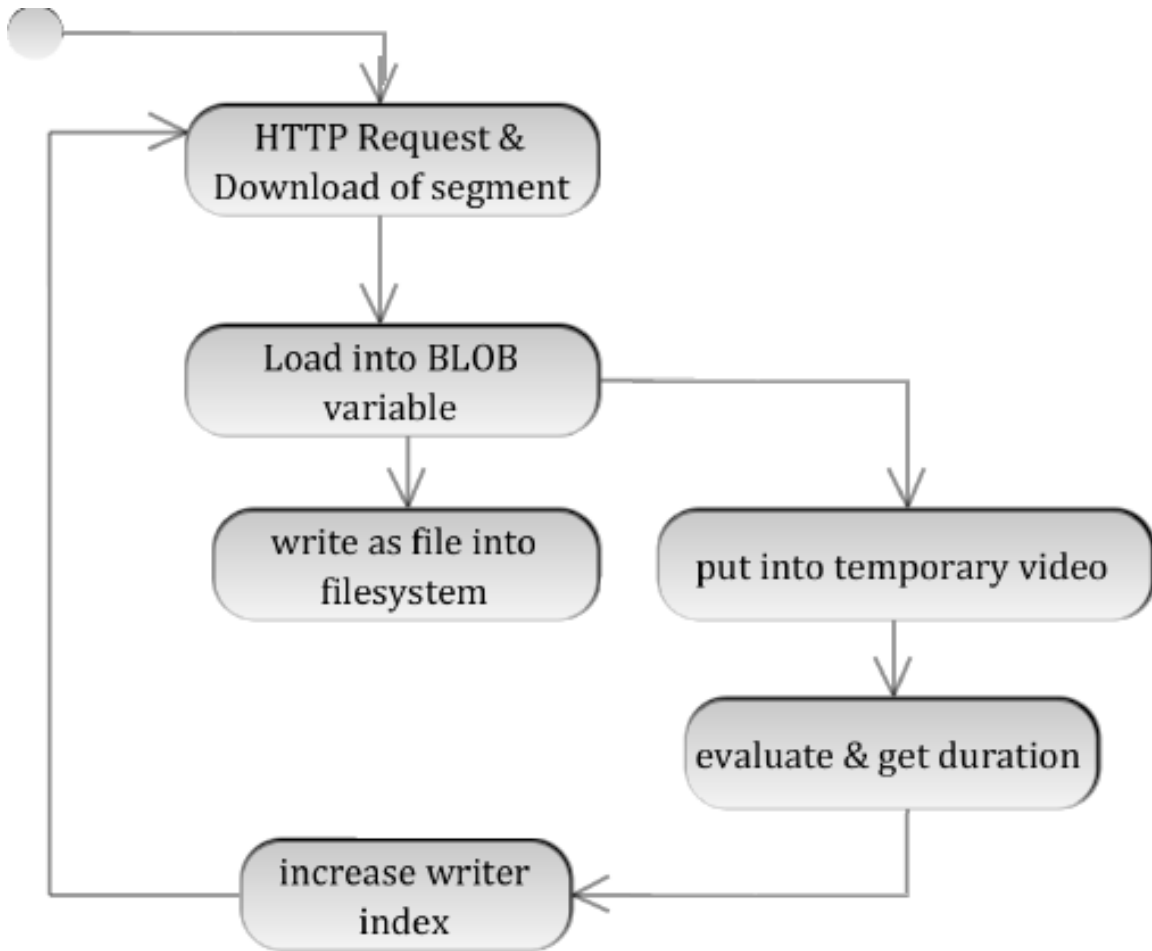 HTTP Request &
Download of segment
Load into BLOB
variable
write as file into
filesystem
put into temporary video
evaluate & get duration
increase writer
index